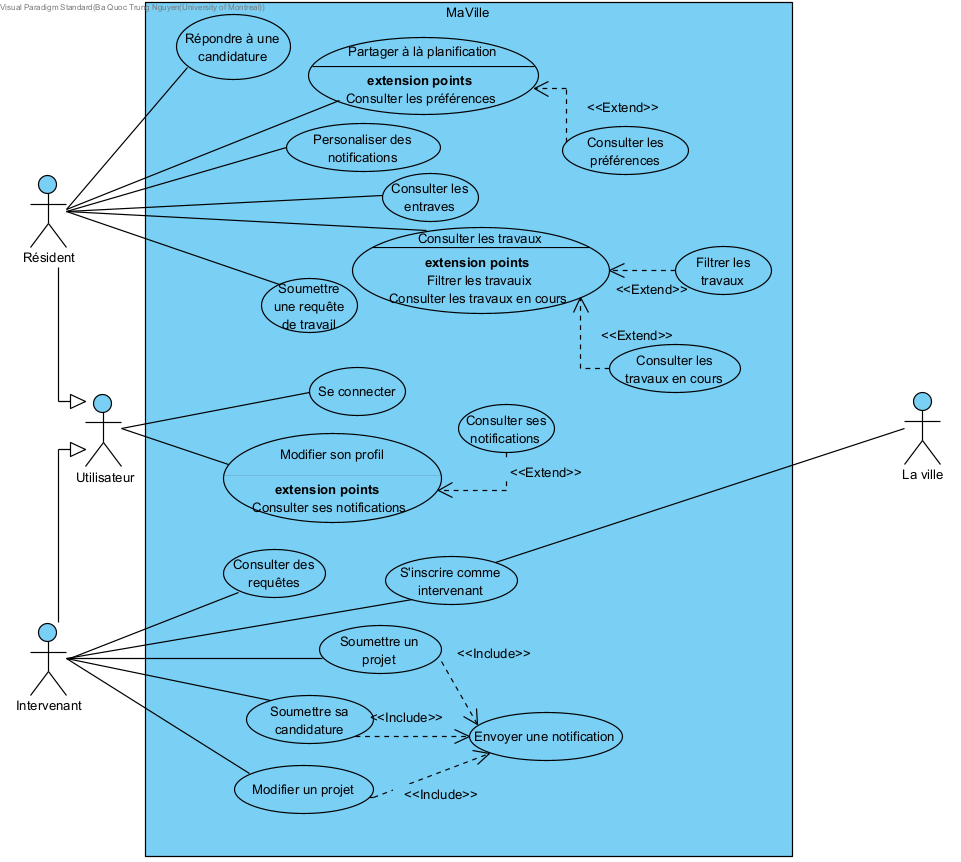 Visual Paradigm Standard(Ba Quoc Trung Nguyen(University of Montreal))
MaVille
Répondre à une
candidature
Partager à là planification
extension points
Consulter les préférences
<<Extend>>
Consulter les
préférences
Personaliser des
notifications
Consulter les
entraves
Résident
Consulter les travaux
extension points
Filtrer les travauix
Consulter les travaux en cours
<<Extend>>
Filtrer les
travaux
Soumettre
une requête
de travail
<<Extend>>
Consulter les
travaux en cours
Se connecter
Utilisateur
Consulter ses
notifications
La ville
Modifier son profil
extension points
Consulter ses notifications
<<Extend>>
Consulter des
requêtes
S'inscrire comme
intervenant
Soumettre un
projet
<<Include>>
Intervenant
Soumettre sa
candidature
<<Include>>
Envoyer une notification
Modifier un projet
<<Include>>